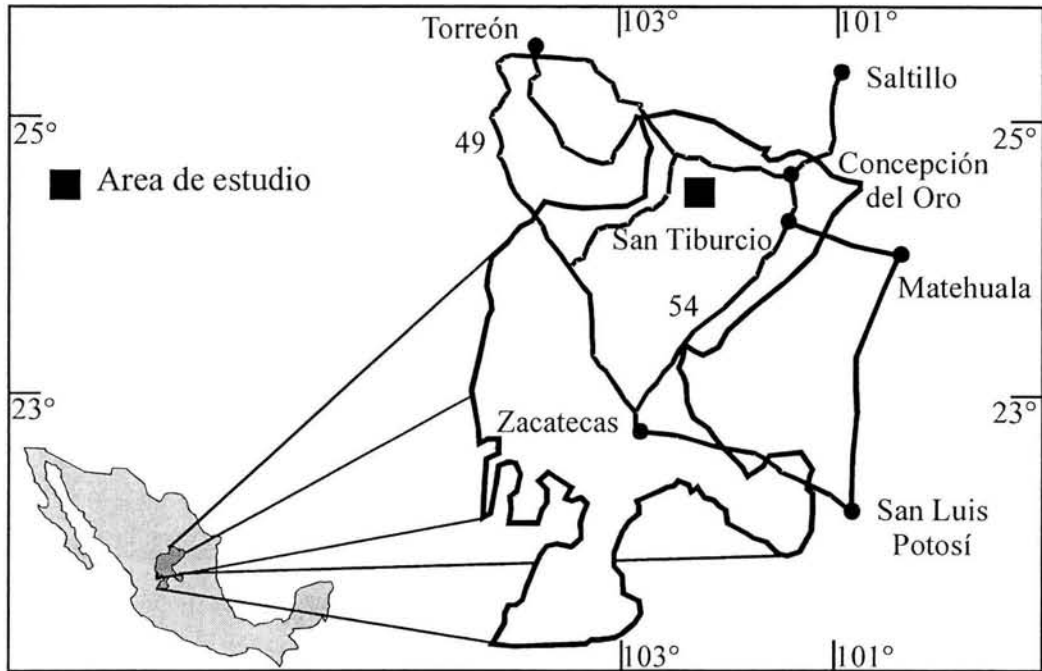 Torreón
103°
101°
Saltillo
25°
25°
49
Concepción
del Oro
Area de estudio
San Tiburcio
Matehuala
54
23°
23°
Zacatecas
San Luis
Potosí
103°
101°